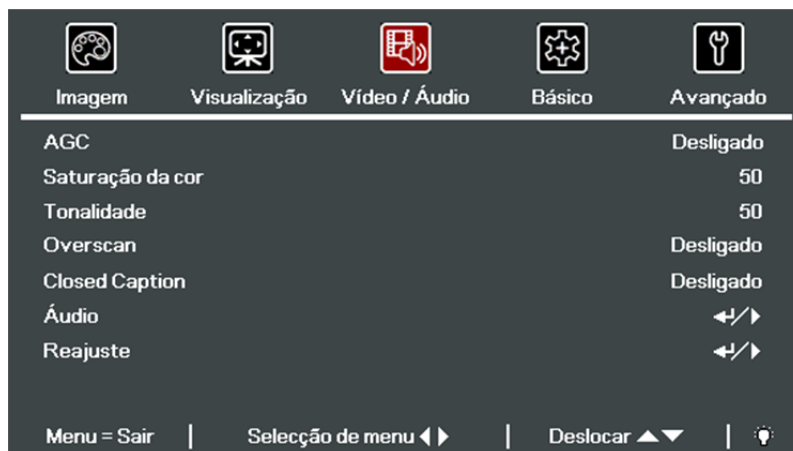 Imagem Visualização Vídeo / Áudio Básico Avançado
AGC Desligado
Saturação da cor 50
Tonalidade 50
Overscan Desligado
Closed Caption Desligado
Áudio
Reajuste
Menu = Sair | Selecção de menu | Deslocar |